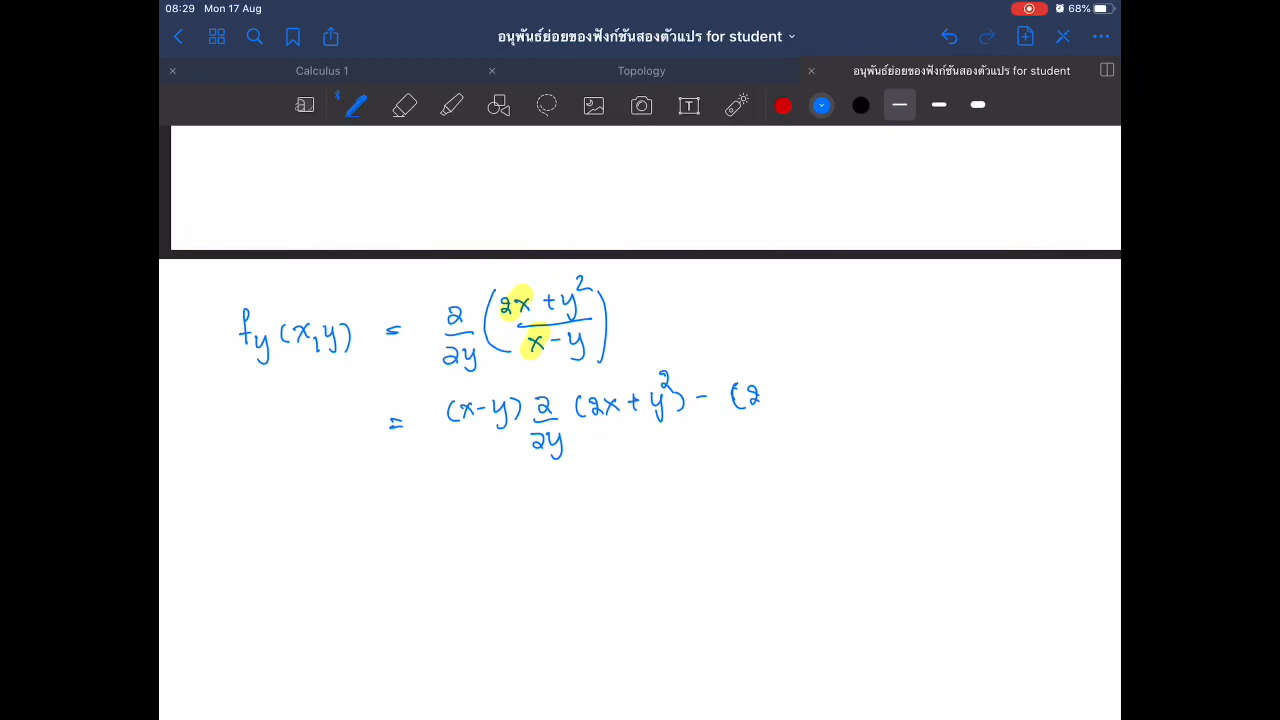 08:29 Mon 17 Aug 68%
อนุพันธ์ย่อยของฟังก์ชันสองตัวแปร for student
Calculus 1 Topology อนุพันธ์ย่อยของฟังก์ชันสองตัวแปร for student
f_y (x,y) = ∂/∂y ( (2x + y^2) / (x - y) )
= (x - y) ∂/∂y (2x + y^2) - (2